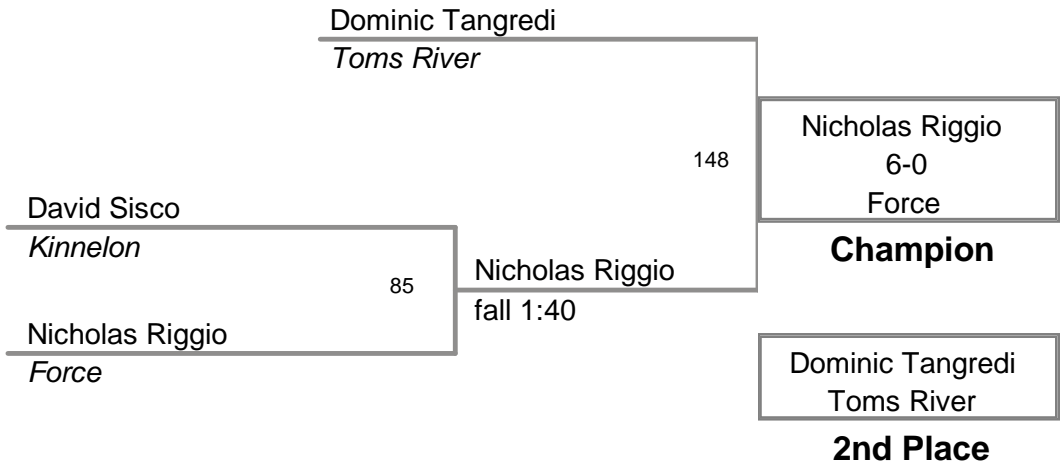 Dominic Tangredi
Toms River
148
Nicholas Riggio
6-0
Force
Champion
David Sisco
Kinnelon
85
Nicholas Riggio
fall 1:40
Nicholas Riggio
Force
Dominic Tangredi
Toms River
2nd Place